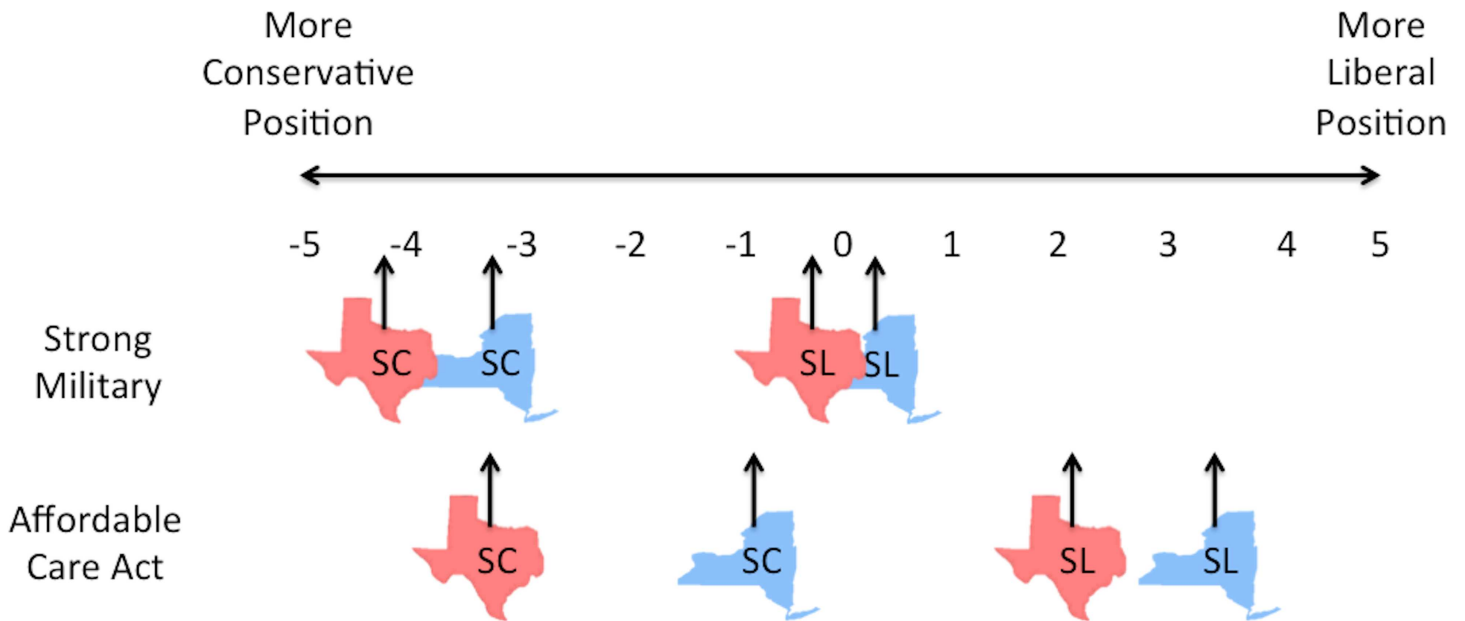 More
Conservative
Position
More
Liberal
Position
-5 -4 -3 -2 -1 0 1 2 3 4 5
Strong
Military
SC SC SL SL
Affordable
Care Act
SC SC SL SL